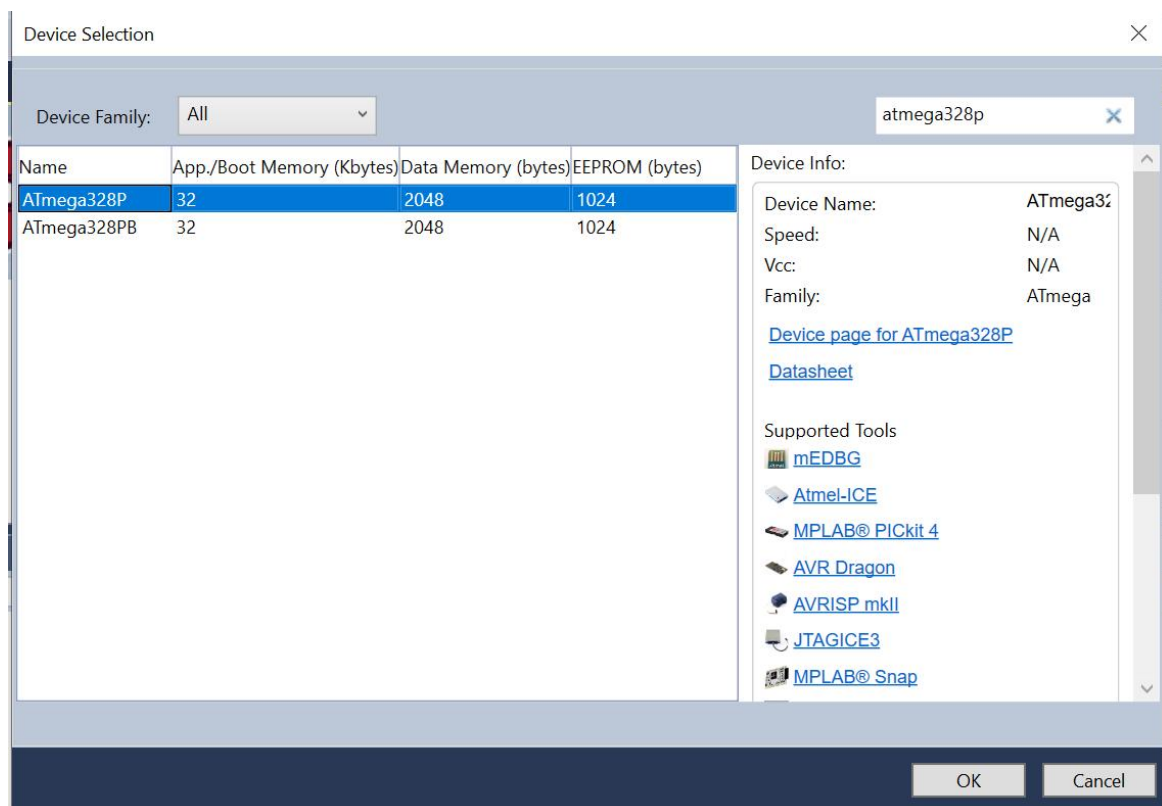 Device Selection
Device Family: All atmega328p
Name App./Boot Memory (Kbytes) Data Memory (bytes) EEPROM (bytes)
ATmega328P 32 2048 1024
ATmega328PB 32 2048 1024
Device Info:
Device Name: ATmega32
Speed: N/A
Vcc: N/A
Family: ATmega
Device page for ATmega328P
Datasheet
Supported Tools
mEDBG
Atmel-ICE
MPLAB® PICkit 4
AVR Dragon
AVRISP mkII
JTAGICE3
MPLAB® Snap
OK Cancel